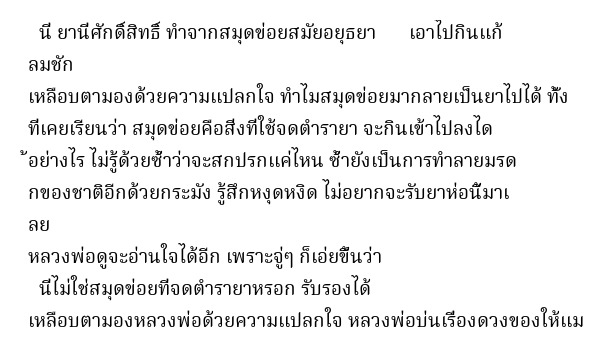 นี่ ยานี่ศักดิ์สิทธิ์ ทำจากสมุดข่อยสมัยอยุธยา เอาไปกินแก้
ลมชัก
เหลือบตามองด้วยความแปลกใจ ทำไมสมุดข่อยมากลายเป็นยาไปได้ ทั้ง
ที่เคยเรียนว่า สมุดข่อยคือสิ่งที่ใช้จดตำรายา จะกินเข้าไปลงได
้อย่างไร ไม่รู้ด้วยซ้ำว่าจะสกปรกแค่ไหน ซ้ำยังเป็นการทำลายมรด
กของชาติอีกด้วยกระมัง รู้สึกหงุดหงิด ไม่อยากจะรับยาห่อนี้มาเ
ลย
หลวงพ่อดูจะอ่านใจได้อีก เพราะจู่ๆ ก็เอ่ยขึ้นว่า
นี่ไม่ใช่สมุดข่อยที่จดตำรายาหรอก รับรองได้
เหลือบตามองหลวงพ่อด้วยความแปลกใจ หลวงพ่อบ่นเรื่องดวงของให้แม